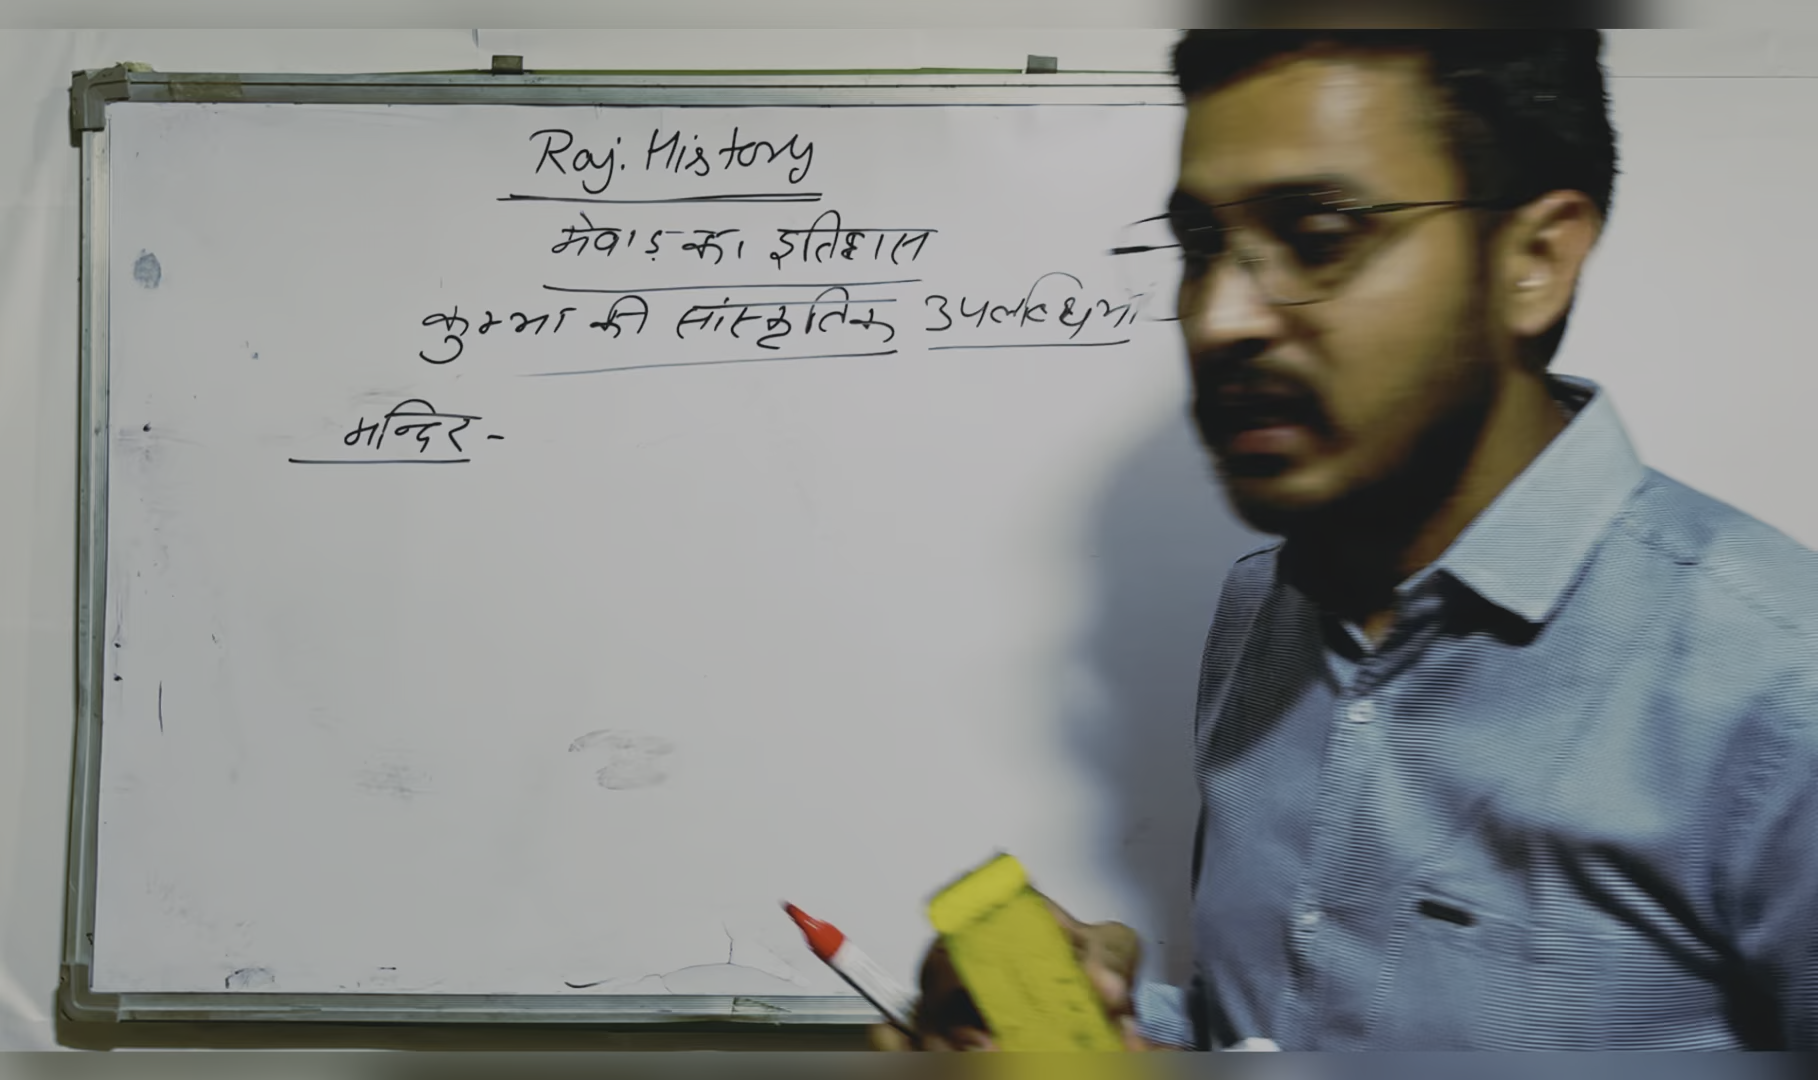 Raj. History
मेवाड़ का इतिहास
कुम्भा की सांस्कृतिक उपलब्धियाँ
मन्दिर -